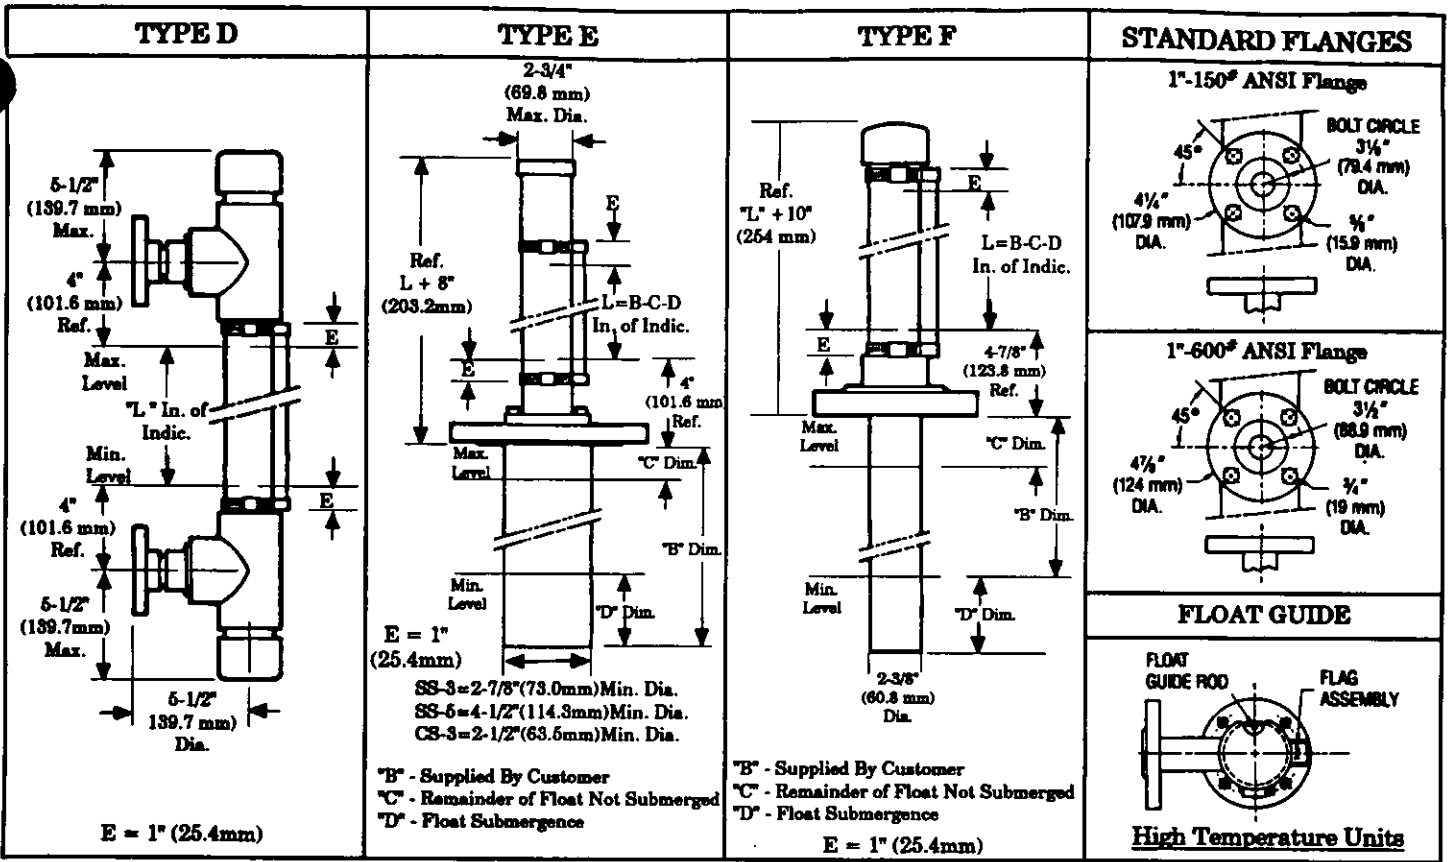 TYPE D
5-1/2"
(139.7 mm)
Max.
4"
(101.6 mm)
Ref.
E
Max.
Level
"L " In. of
Indic.
Min.
Level
E
4"
(101.6 mm)
Ref.
5-1/2"
(139.7mm)
Max.
5-1/2"
139.7 mm)
Dia.
E = 1" (25.4mm)
TYPE E
2-3/4"
(69.8 mm)
Max. Dia.
E
Ref.
L + 8"
(203.2mm)
L=B-C-D
In. of Indic.
E
4"
(101.6 mm
Ref.
Max.
Level
"C" Dim.
"B" Dim.
Min.
Level
"D" Dim.
E = 1"
(25.4mm)
SS-3=2-7/8"(73.0mm)Min. Dia.
SS-5=4-1/2"(114.3mm)Min. Dia.
CS-3=2-1/2"(63.5mm)Min. Dia.
"B" - Supplied By Customer
"C" - Remainder of Float Not Submerged
"D" - Float Submergence
TYPE F
Ref.
"L" + 10"
(254 mm)
E
L=B-C-D
In. of Indic.
E
4-7/8"
(123.8 mm)
Ref.
Max.
Level
"C" Dim.
"B" Dim.
Min.
Level
"D" Dim.
2-3/8"
(60.8 mm)
Dia.
"B" - Supplied By Customer
"C" - Remainder of Float Not Submerged
"D" - Float Submergence
E = 1" (25.4mm)
STANDARD FLANGES
1"-150# ANSI Flange
BOLT CIRCLE
3⅛"
(79.4 mm)
DIA.
45°
4¼"
(107.9 mm)
DIA.
⅝"
(15.9 mm)
DIA.
1"-600# ANSI Flange
BOLT CIRCLE
3½"
(88.9 mm)
DIA.
45°
4⅞"
(124 mm)
DIA.
¾"
(19 mm)
DIA.
FLOAT GUIDE
FLOAT
GUIDE ROD
FLAG
ASSEMBLY
High Temperature Units